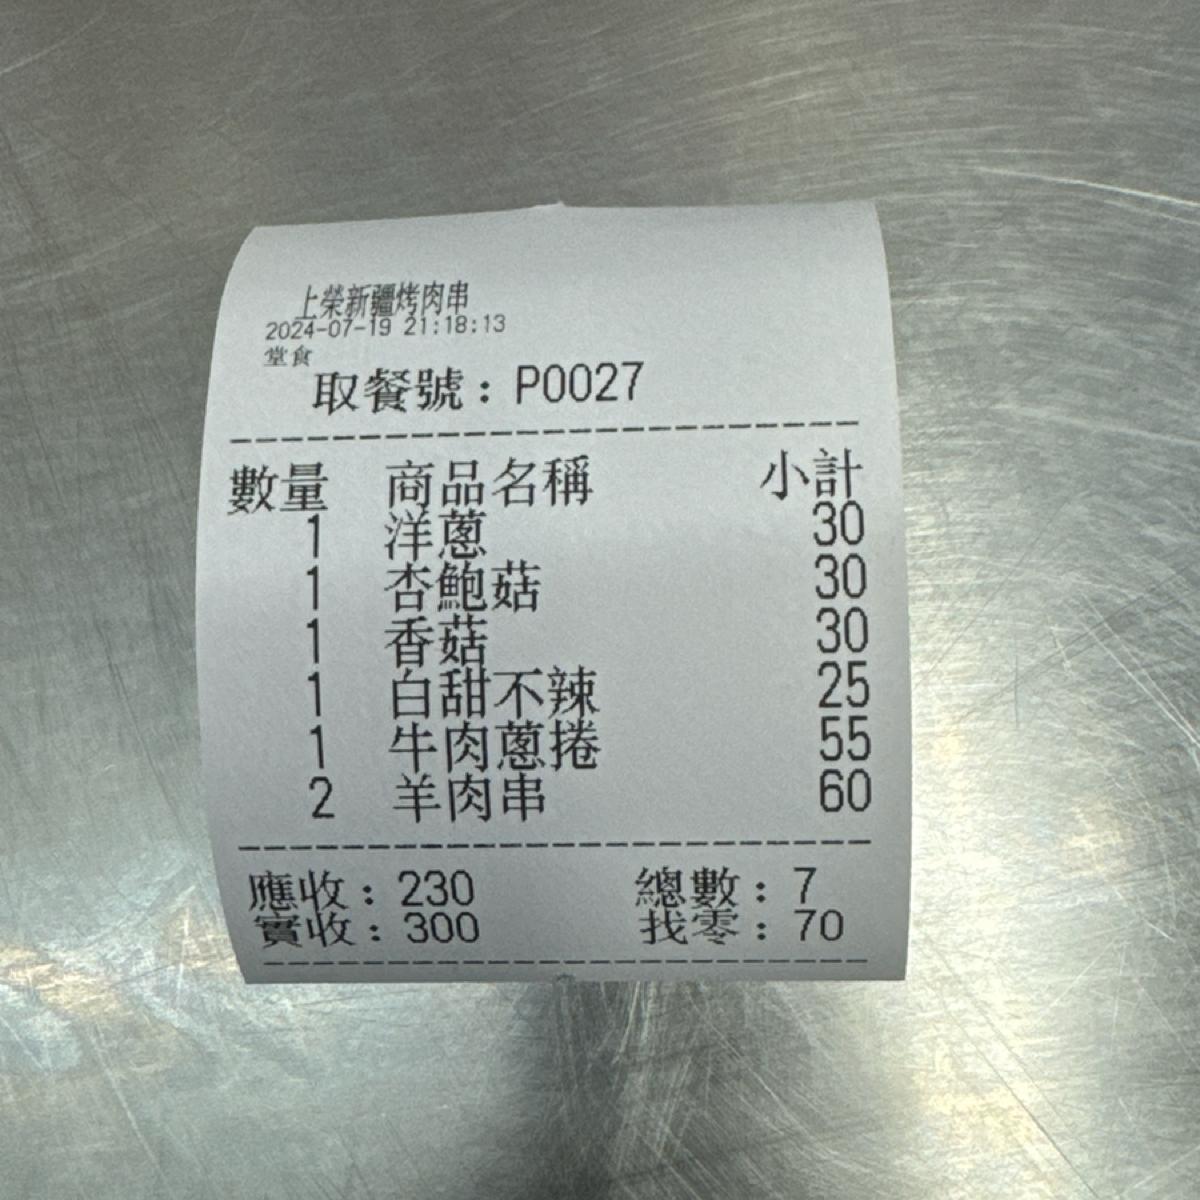 上榮新疆烤肉串
2024-07-19 21:18:13
堂食
取餐號：P0027
數量 商品名稱 小計
1 洋蔥 30
1 杏鮑菇 30
1 香菇 30
1 白甜不辣 25
1 牛肉蔥捲 55
2 羊肉串 60
應收：230 總數：7
實收：300 找零：70